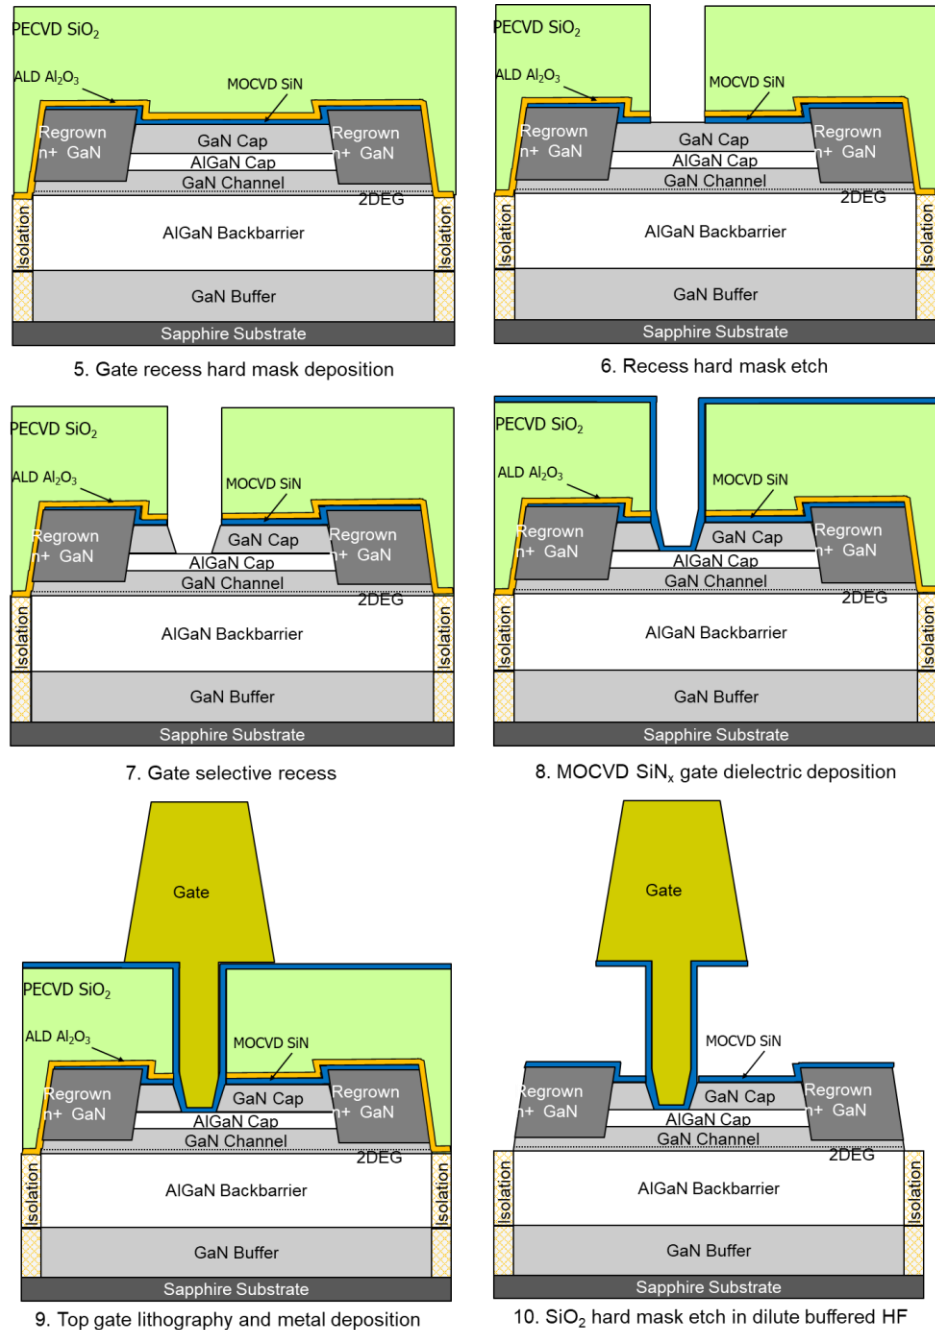 PECVD SiO₂
ALD Al₂O₃
MOCVD SiN
Regrown
n+ GaN
GaN Cap
AlGaN Cap
GaN Channel
Regrown
n+ GaN
2DEG
Isolation
AlGaN Backbarrier
Isolation
GaN Buffer
Sapphire Substrate
5. Gate recess hard mask deposition
PECVD SiO₂
ALD Al₂O₃
MOCVD SiN
Regrown
n+ GaN
GaN Cap
AlGaN Cap
GaN Channel
Regrown
n+ GaN
2DEG
Isolation
AlGaN Backbarrier
Isolation
GaN Buffer
Sapphire Substrate
6. Recess hard mask etch
PECVD SiO₂
ALD Al₂O₃
MOCVD SiN
Regrown
n+ GaN
GaN Cap
AlGaN Cap
GaN Channel
Regrown
n+ GaN
2DEG
Isolation
AlGaN Backbarrier
Isolation
GaN Buffer
Sapphire Substrate
7. Gate selective recess
PECVD SiO₂
ALD Al₂O₃
MOCVD SiN
Regrown
n+ GaN
GaN Cap
AlGaN Cap
GaN Channel
Regrown
n+ GaN
2DEG
Isolation
AlGaN Backbarrier
Isolation
GaN Buffer
Sapphire Substrate
8. MOCVD SiNₓ gate dielectric deposition
Gate
PECVD SiO₂
ALD Al₂O₃
MOCVD SiN
Regrown
n+ GaN
GaN Cap
AlGaN Cap
GaN Channel
Regrown
n+ GaN
2DEG
Isolation
AlGaN Backbarrier
Isolation
GaN Buffer
Sapphire Substrate
9. Top gate lithography and metal deposition
Gate
MOCVD SiN
Regrown
n+ GaN
GaN Cap
AlGaN Cap
GaN Channel
Regrown
n+ GaN
2DEG
Isolation
AlGaN Backbarrier
Isolation
GaN Buffer
Sapphire Substrate
10. SiO₂ hard mask etch in dilute buffered HF